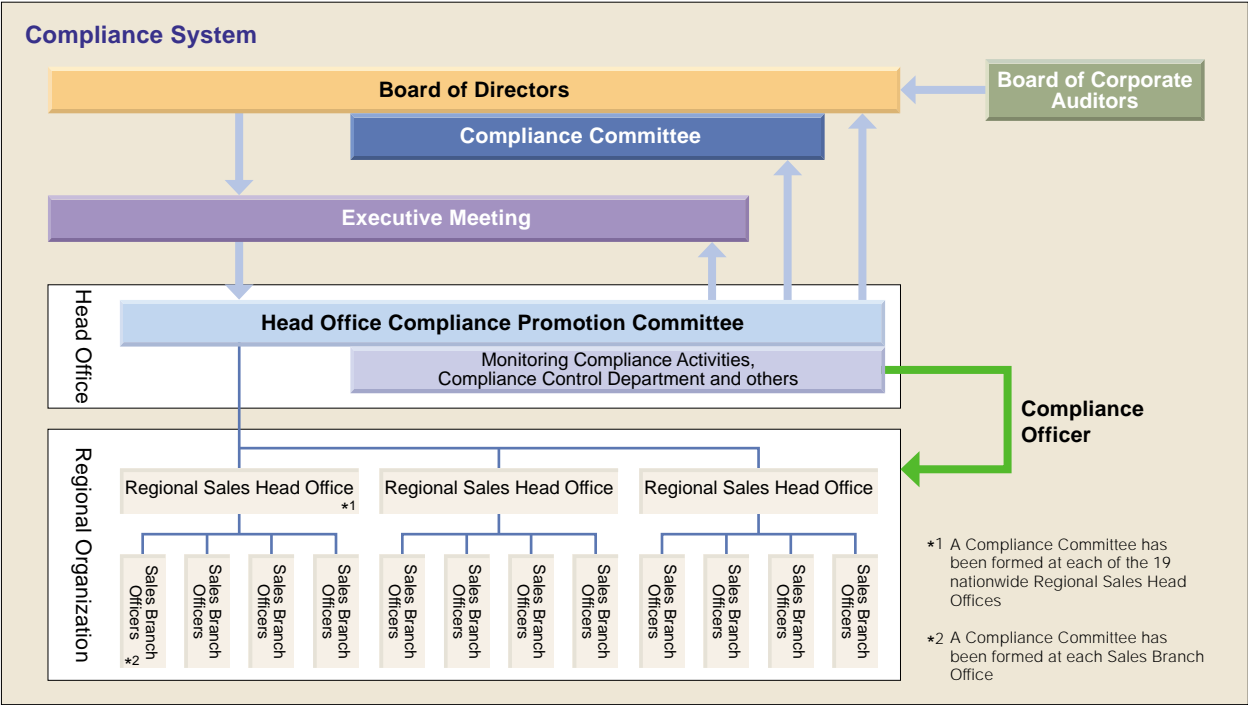 Compliance System
Board of Directors
Board of Corporate
Auditors
Compliance Committee
Executive Meeting
Head Office
Head Office Compliance Promotion Committee
Monitoring Compliance Activities,
Compliance Control Department and others
Compliance
Officer
Regional Organization
Regional Sales Head Office
*1
Regional Sales Head Office
Regional Sales Head Office
Sales Branch
Officers
*2
Sales Branch
Officers
Sales Branch
Officers
Sales Branch
Officers
Sales Branch
Officers
Sales Branch
Officers
Sales Branch
Officers
Sales Branch
Officers
Sales Branch
Officers
Sales Branch
Officers
Sales Branch
Officers
Sales Branch
Officers
*1 A Compliance Committee has
been formed at each of the 19
nationwide Regional Sales Head
Offices
*2 A Compliance Committee has
been formed at each Sales Branch
Office